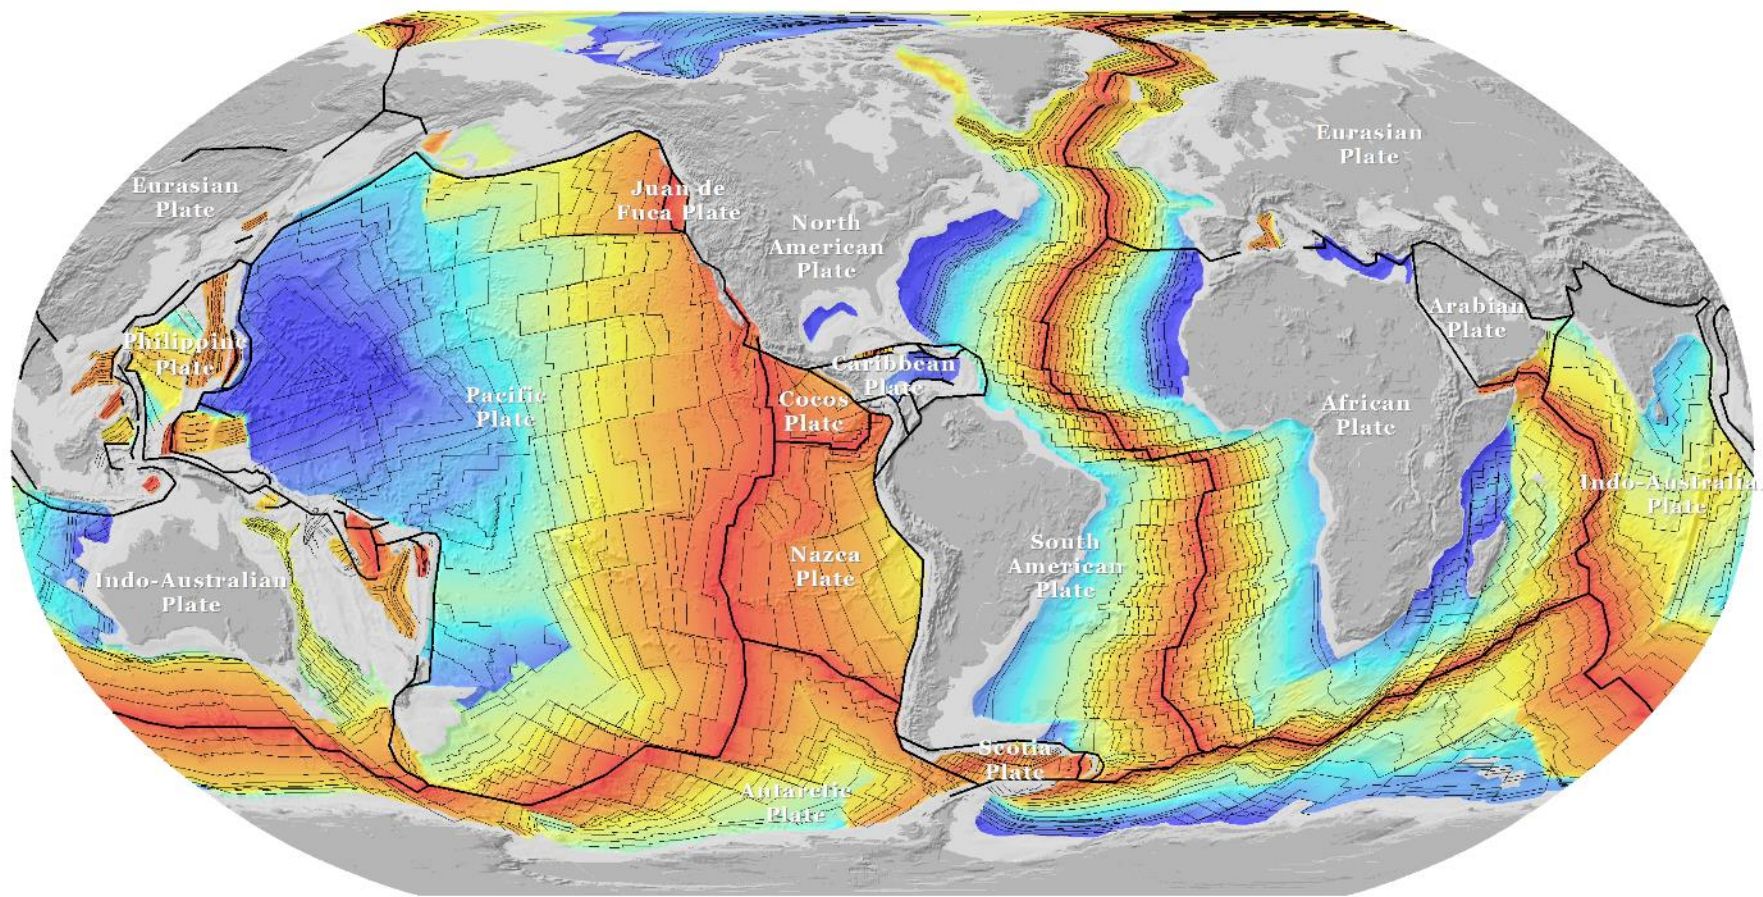 Eurasian
Plate
Eurasian
Plate
Juan de
Fuca Plate
North
American
Plate
Arabian
Plate
Philippine
Plate
Caribbean
Plate
Pacific
Plate
Cocos
Plate
African
Plate
Indo-Australia
Plate
South
American
Plate
Nazca
Plate
Indo-Australian
Plate
Scotia
Plate
Antarctic
Plate